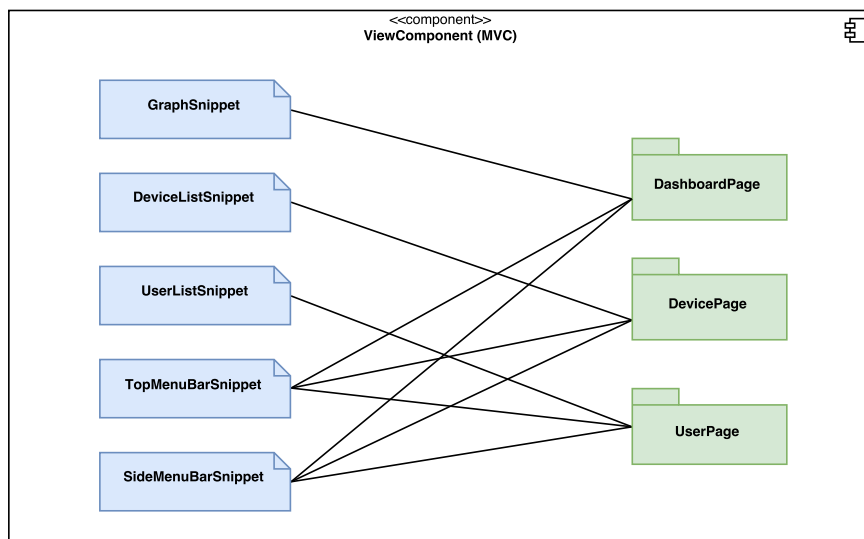 <<component>>
ViewComponent (MVC)
GraphSnippet
DeviceListSnippet
UserListSnippet
TopMenuBarSnippet
SideMenuBarSnippet
DashboardPage
DevicePage
UserPage